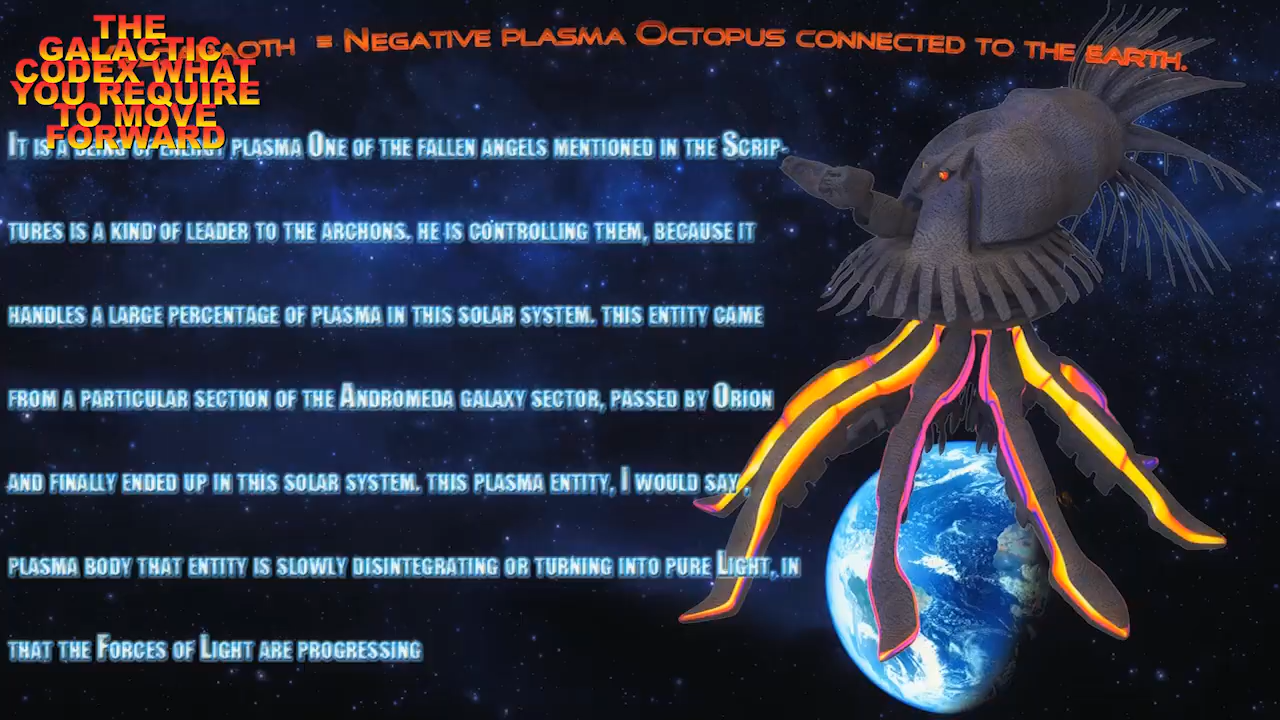 THE
GALACTIC
CODEX WHAT
YOU REQUIRE
TO MOVE
FORWARD
AOTH = Negative plasma Octopus connected to the earth.
It is a being of energy plasma One of the fallen angels mentioned in the Scrip-
tures is a kind of leader to the archons. he is controlling them, because it
handles a large percentage of plasma in this solar system. this entity came
from a particular section of the Andromeda galaxy sector, passed by Orion
and finally ended up in this solar system. this plasma entity, I would say ,
plasma body that entity is slowly disintegrating or turning into pure Light, in
that the Forces of Light are progressing